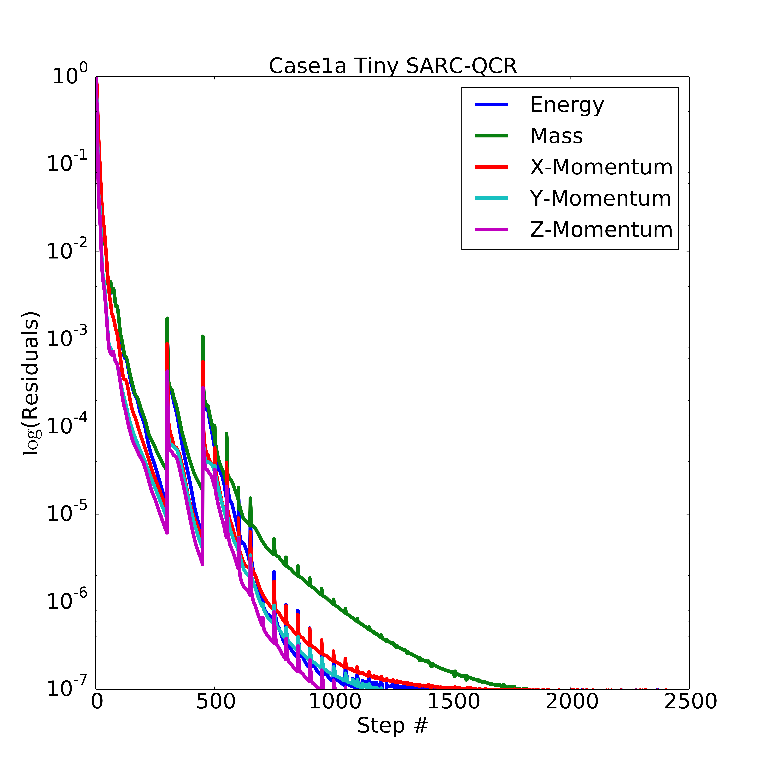 Case1a Tiny SARC-QCR
10^0
10^-1
10^-2
10^-3
10^-4
10^-5
10^-6
10^-7
log(Residuals)
Energy
Mass
X-Momentum
Y-Momentum
Z-Momentum
0 500 1000 1500 2000 2500
Step #